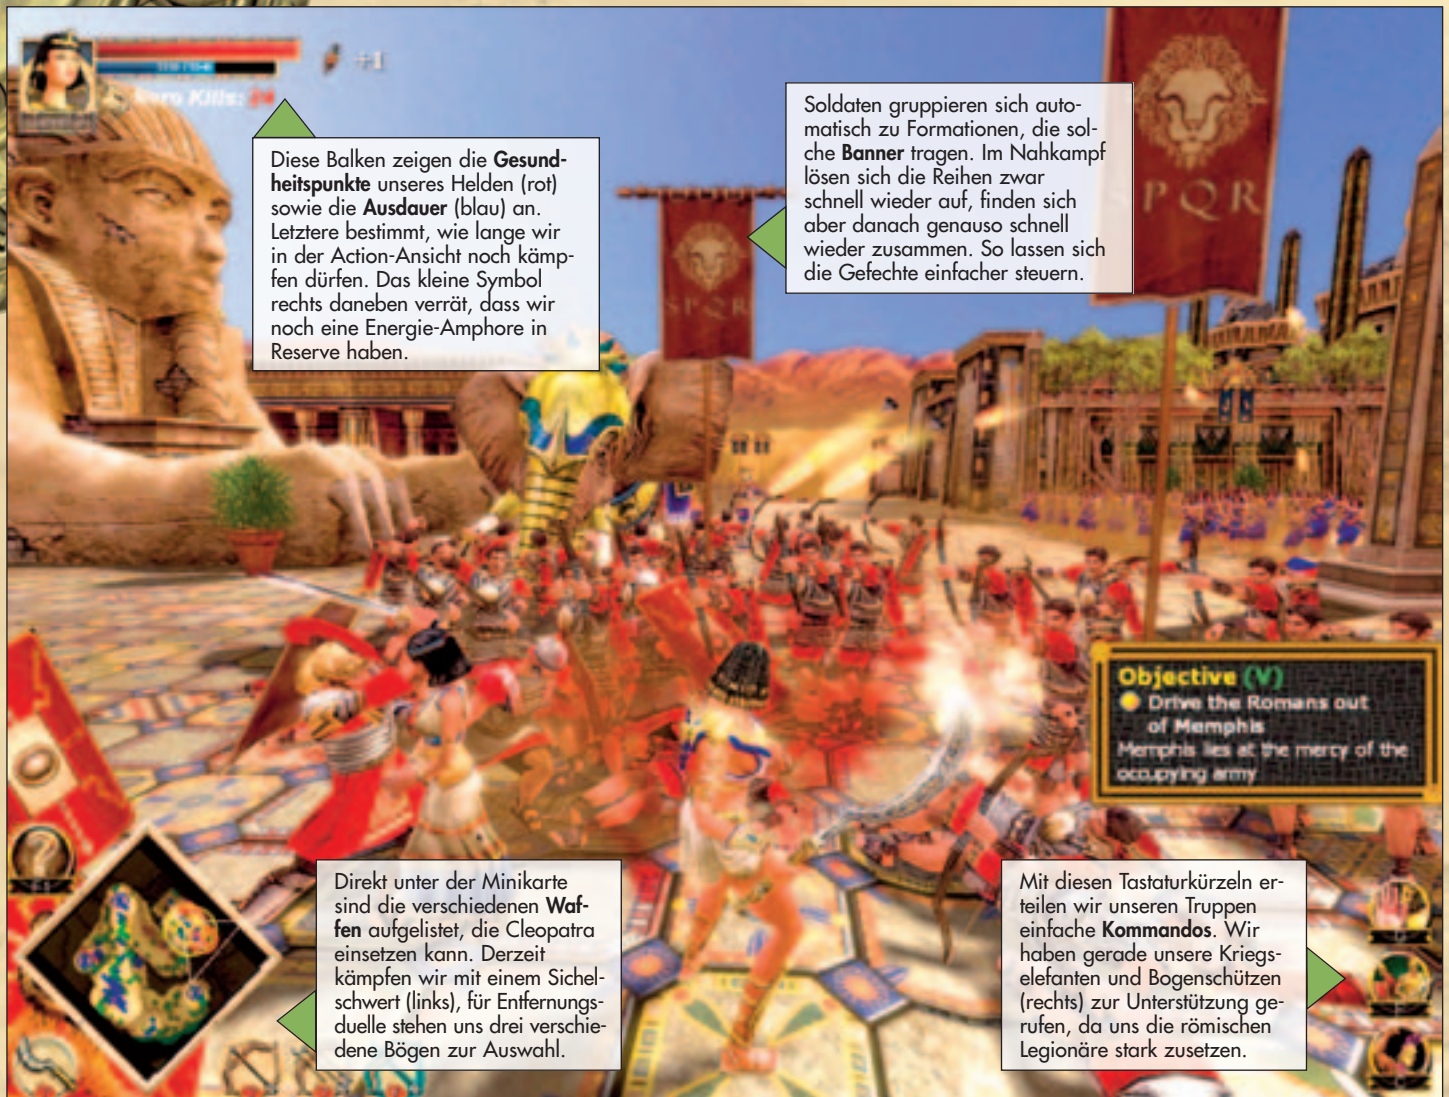 +1
Kills:
Diese Balken zeigen die Gesund-
heitspunkte unseres Helden (rot)
sowie die Ausdauer (blau) an.
Letztere bestimmt, wie lange wir
in der Action-Ansicht noch kämp-
fen dürfen. Das kleine Symbol
rechts daneben verrät, dass wir
noch eine Energie-Amphore in
Reserve haben.
Soldaten gruppieren sich auto-
matisch zu Formationen, die sol-
che Banner tragen. Im Nahkampf
lösen sich die Reihen zwar
schnell wieder auf, finden sich
aber danach genauso schnell
wieder zusammen. So lassen sich
die Gefechte einfacher steuern.
SPQR
PQR
Objective (V)
Drive the Romans out
of Memphis
Memphis lies at the mercy of the
occupying army
Direkt unter der Minikarte
sind die verschiedenen Waf-
fen aufgelistet, die Cleopatra
einsetzen kann. Derzeit
kämpfen wir mit einem Sichel-
schwert (links), für Entfernungs-
duelle stehen uns drei verschie-
dene Bögen zur Auswahl.
Mit diesen Tastaturkürzeln er-
teilen wir unseren Truppen
einfache Kommandos. Wir
haben gerade unsere Kriegs-
elefanten und Bogenschützen
(rechts) zur Unterstützung ge-
rufen, da uns die römischen
Legionäre stark zusetzen.